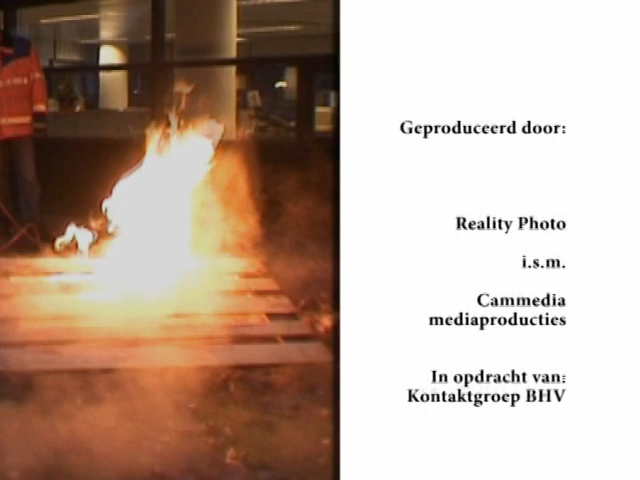 Geproduceerd door:
Reality Photo
i.s.m.
Cammedia
mediaproducties
In opdracht van:
Kontaktgroep BHV